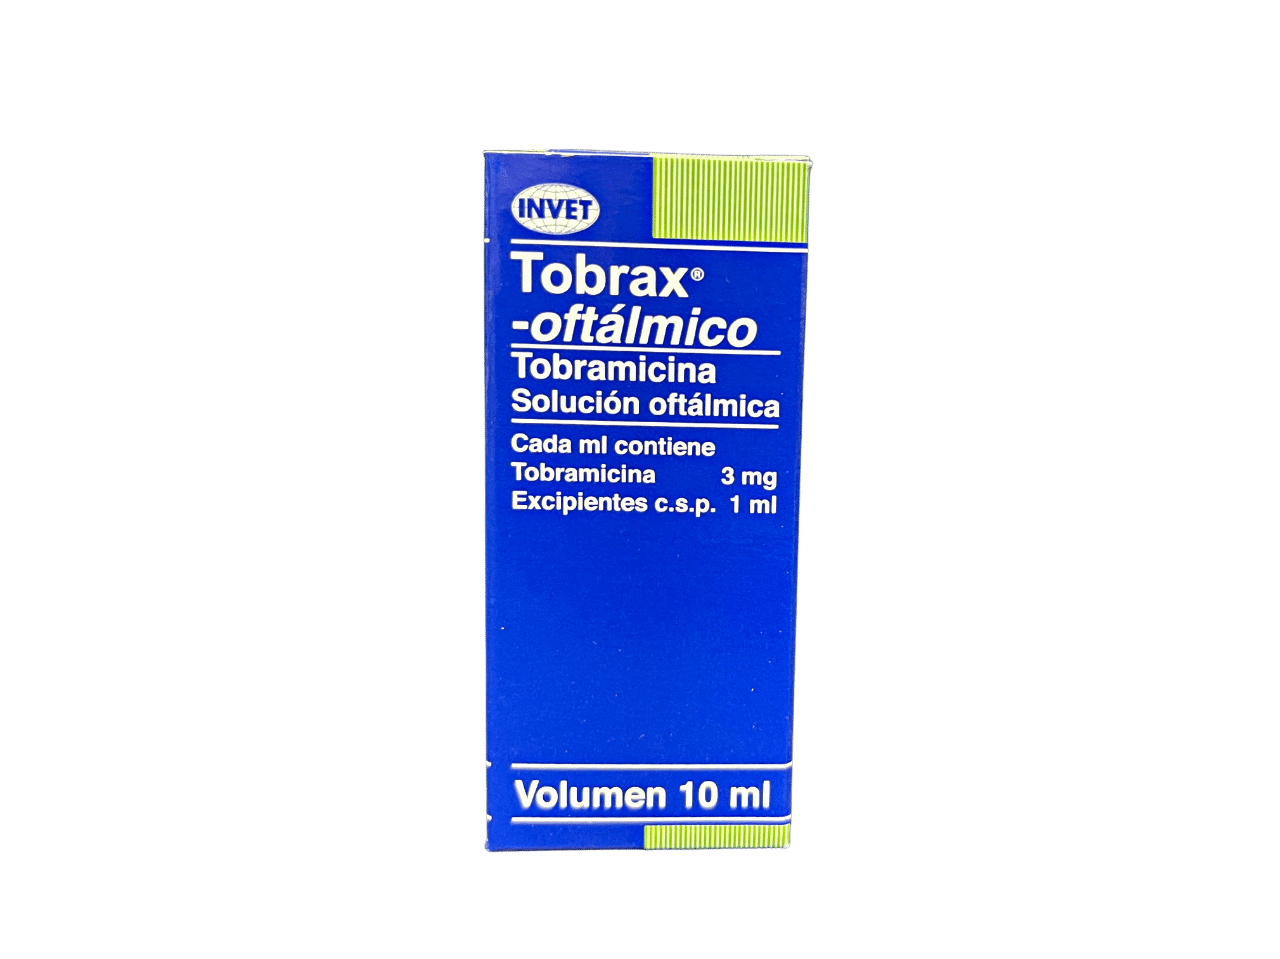 INVET
Tobrax®
-oftálmico
Tobramicina
Solución oftálmica
Cada ml contiene
Tobramicina 3 mg
Excipientes c.s.p. 1 ml
Volumen 10 ml